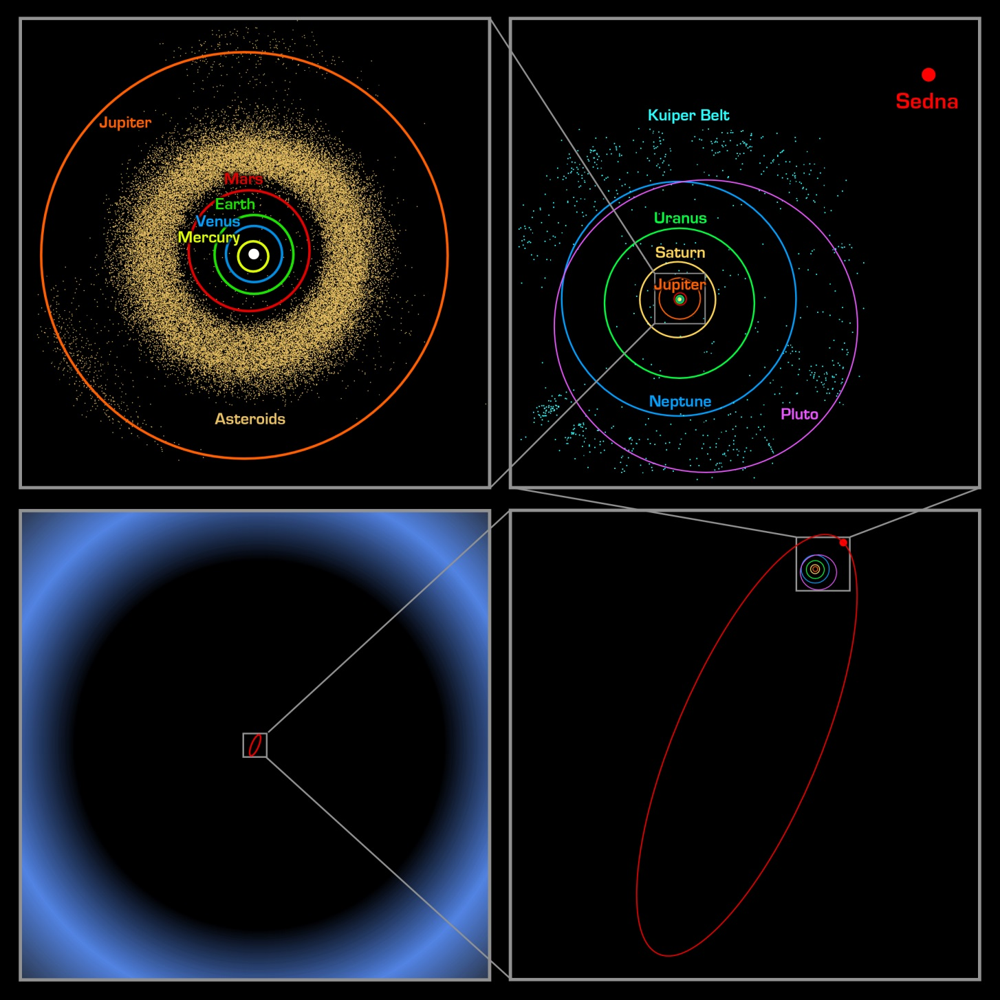 Jupiter
Mars
Earth
Venus
Mercury
Asteroids
Sedna
Kuiper Belt
Uranus
Saturn
Jupiter
Neptune
Pluto